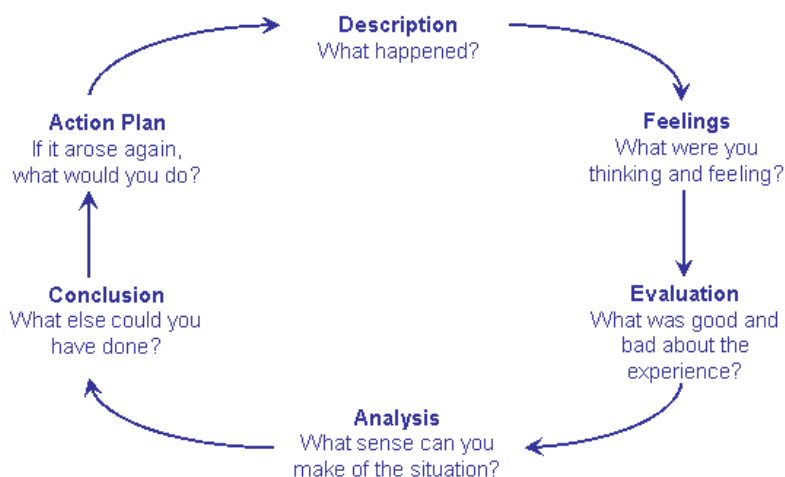 Description
What happened?
Feelings
What were you
thinking and feeling?
Evaluation
What was good and
bad about the
experience?
Analysis
What sense can you
make of the situation?
Conclusion
What else could you
have done?
Action Plan
If it arose again,
what would you do?